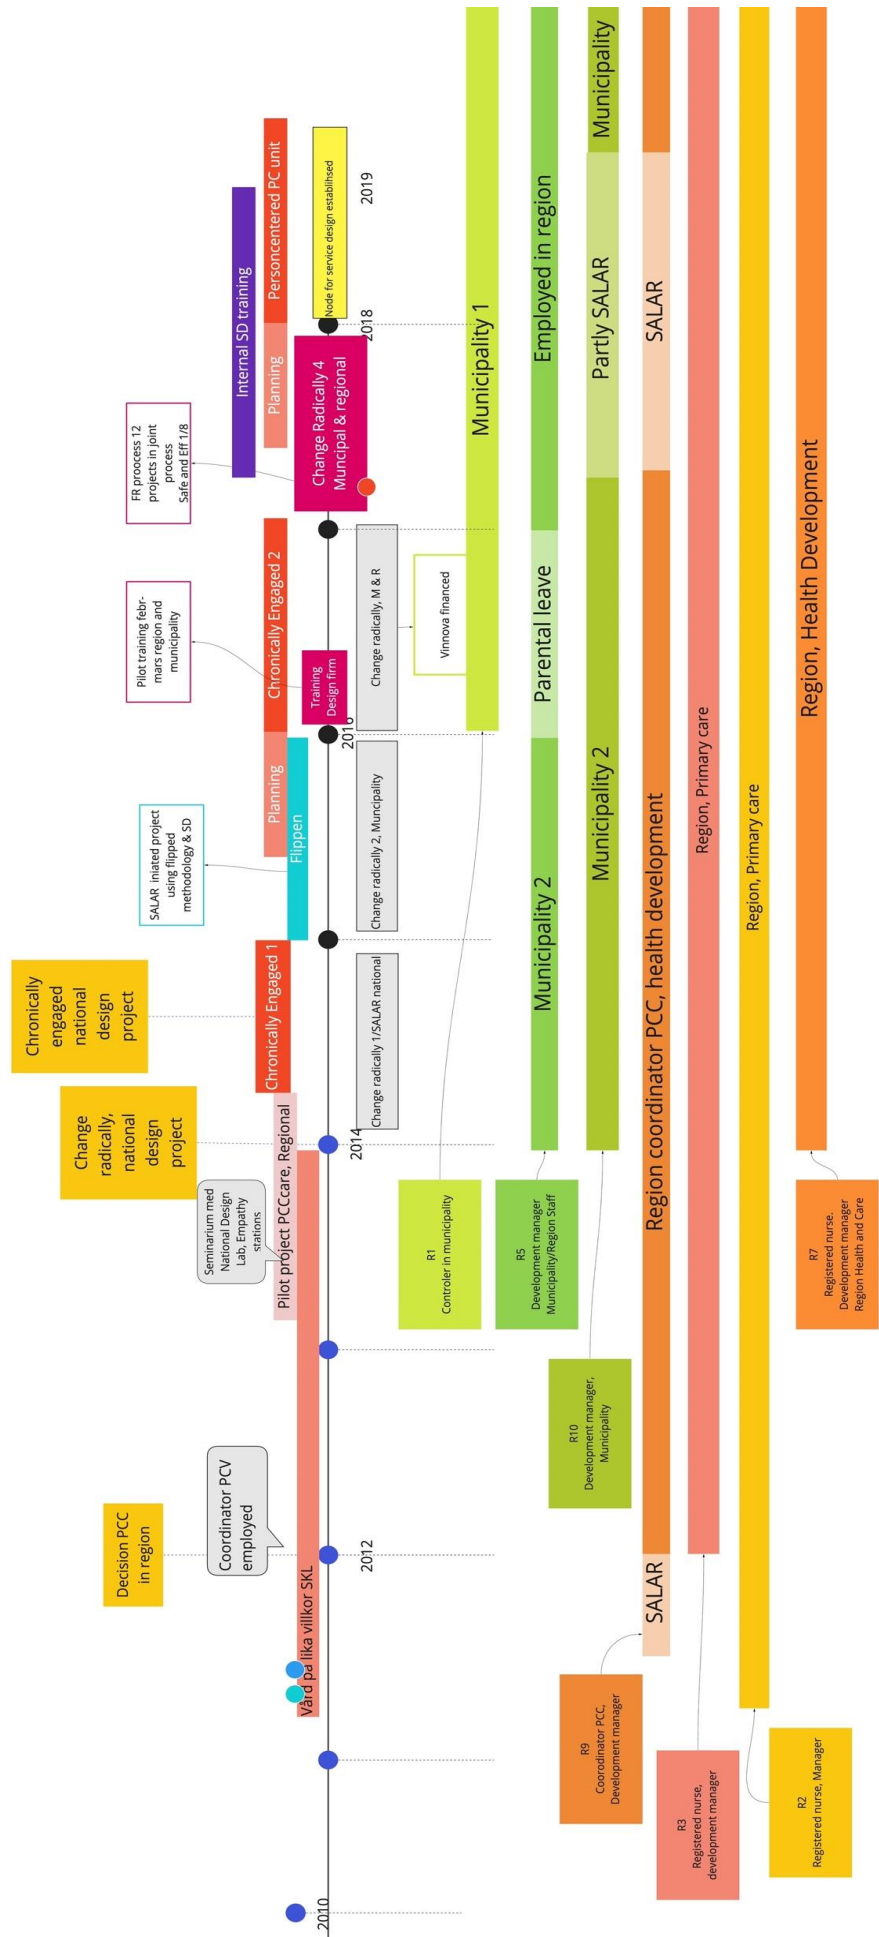 Chronically
engaged
national
design
project
Change
radically,
national
design
project
Decision PCC
in region
FR proocess 12
projects in joint
process
Safe and Eff 1/8
Pilot training febr-
mars region and
municipality
SALAR iniated project
using flipped
methodology & SD
Seminarium med
National Design
Lab, Empathy
stations
Coordinator PCV
employed
Internal SD training
Personcentered PC unit
Planning
Chronically Engaged 2
Planning
Flippen
Chronically Engaged 1
Pilot project PCCcare, Regional
Vård på lika villkor SKL
Node for service design establihsed
Change Radically 4
Muncipal & regional
Training
Design firm
2010
2012
2014
2016
2018
2019
Change radically, M & R
Change radically 2, Muncipality
Change radically 1/SALAR national
Vinnova financed
R1
Controler in municipality
Municipality 1
R5
Development manager
Municipality/Region Staff
Municipality 2
Parental leave
Employed in region
R10
Development manager,
Municipality
Municipality 2
Partly SALAR
Municipality
R9
Coorodinator PCC,
Development manager
SALAR
Region coordinator PCC, health development
SALAR
R3
Registered nurse,
development manager
Region, Primary care
R2
Registered nurse, Manager
Region, Primary care
R7
Registered nurse.
Development manager
Region Health and Care
Region, Health Development